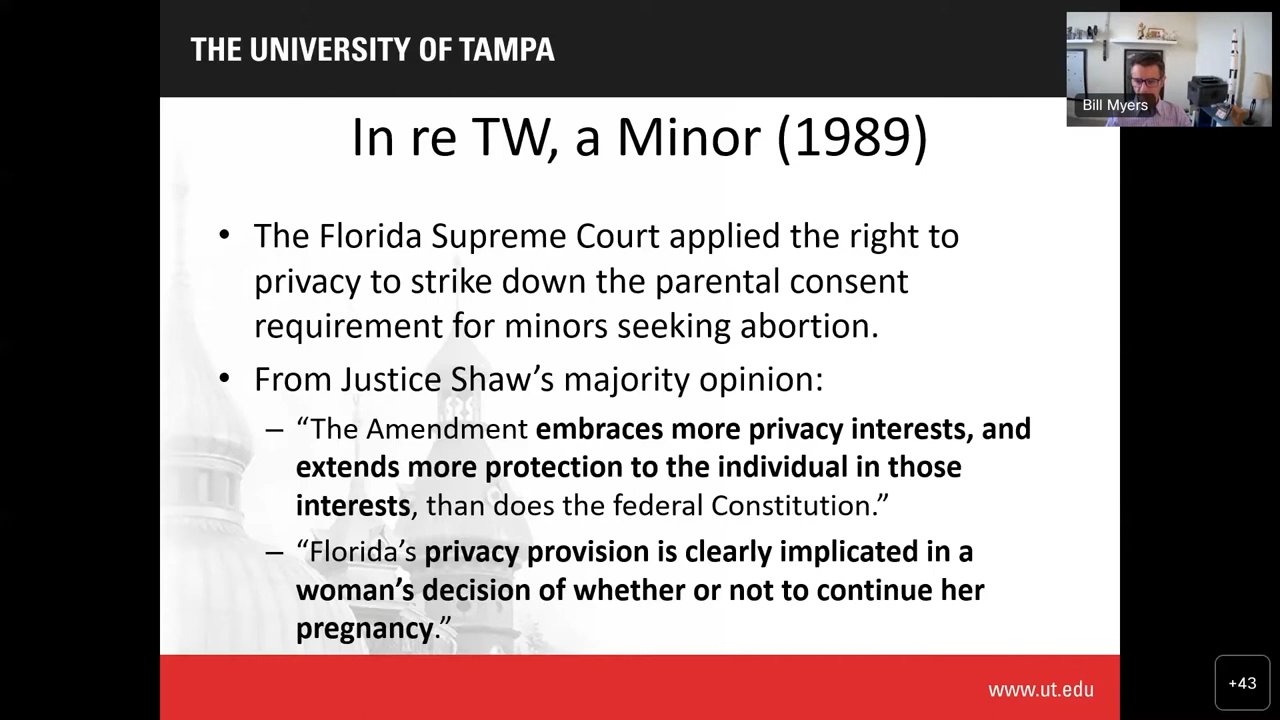 THE UNIVERSITY OF TAMPA
Bill Myers
In re TW, a Minor (1989)
• The Florida Supreme Court applied the right to
privacy to strike down the parental consent
requirement for minors seeking abortion.
• From Justice Shaw’s majority opinion:
– “The Amendment embraces more privacy interests, and
extends more protection to the individual in those
interests, than does the federal Constitution.”
– “Florida’s privacy provision is clearly implicated in a
woman’s decision of whether or not to continue her
pregnancy.”
www.ut.edu
+43